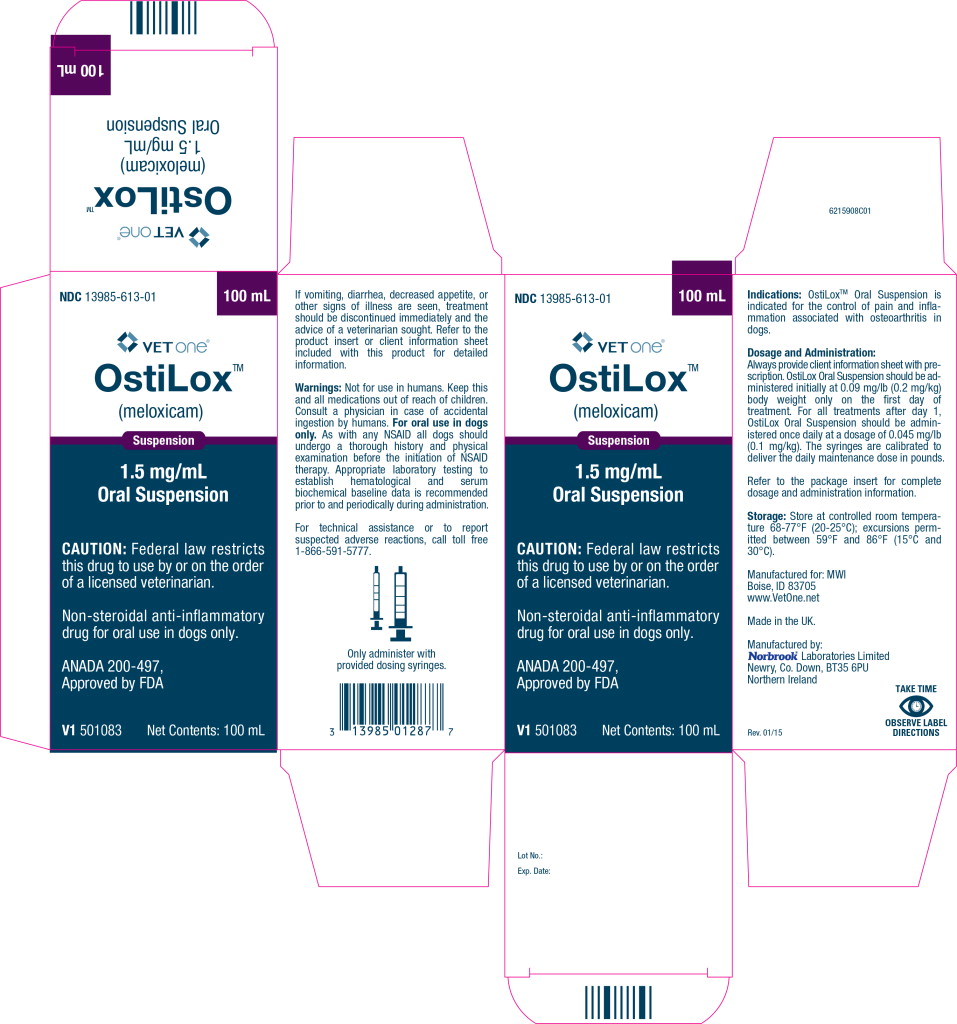 100 mL
Oral Suspension
1.5 mg/mL
(meloxicam)
OstiLox™
VET one®
NDC 13985-613-01
100 mL
VET one®
OstiLox™
(meloxicam)
Suspension
1.5 mg/mL
Oral Suspension
CAUTION: Federal law restricts
this drug to use by or on the order
of a licensed veterinarian.
Non-steroidal anti-inflammatory
drug for oral use in dogs only.
ANADA 200-497,
Approved by FDA
V1 501083 Net Contents: 100 mL
If vomiting, diarrhea, decreased appetite, or
other signs of illness are seen, treatment
should be discontinued immediately and the
advice of a veterinarian sought. Refer to the
product insert or client information sheet
included with this product for detailed
information.
Warnings: Not for use in humans. Keep this
and all medications out of reach of children.
Consult a physician in case of accidental
ingestion by humans. For oral use in dogs
only. As with any NSAID all dogs should
undergo a thorough history and physical
examination before the initiation of NSAID
therapy. Appropriate laboratory testing to
establish hematological and serum
biochemical baseline data is recommended
prior to and periodically during administration.
For technical assistance or to report
suspected adverse reactions, call toll free
1-866-591-5777.
Only administer with
provided dosing syringes.
3 13985 01287 7
NDC 13985-613-01
100 mL
VET one®
OstiLox™
(meloxicam)
Suspension
1.5 mg/mL
Oral Suspension
CAUTION: Federal law restricts
this drug to use by or on the order
of a licensed veterinarian.
Non-steroidal anti-inflammatory
drug for oral use in dogs only.
ANADA 200-497,
Approved by FDA
V1 501083 Net Contents: 100 mL
6215908C01
Indications: OstiLox™ Oral Suspension is
indicated for the control of pain and infla-
mmation associated with osteoarthritis in
dogs.
Dosage and Administration:
Always provide client information sheet with pre-
scription. OstiLox Oral Suspension should be ad-
ministered initially at 0.09 mg/lb (0.2 mg/kg)
body weight only on the first day of
treatment. For all treatments after day 1,
OstiLox Oral Suspension should be admin-
istered once daily at a dosage of 0.045 mg/lb
(0.1 mg/kg). The syringes are calibrated to
deliver the daily maintenance dose in pounds.
Refer to the package insert for complete
dosage and administration information.
Storage: Store at controlled room tempera-
ture 68-77°F (20-25°C); excursions perm-
itted between 59°F and 86°F (15°C and
30°C).
Manufactured for: MWI
Boise, ID 83705
www.VetOne.net
Made in the UK.
Manufactured by:
Norbrook® Laboratories Limited
Newry, Co. Down, BT35 6PU
Northern Ireland
TAKE TIME
OBSERVE LABEL
DIRECTIONS
Rev. 01/15
Lot No.:
Exp. Date: